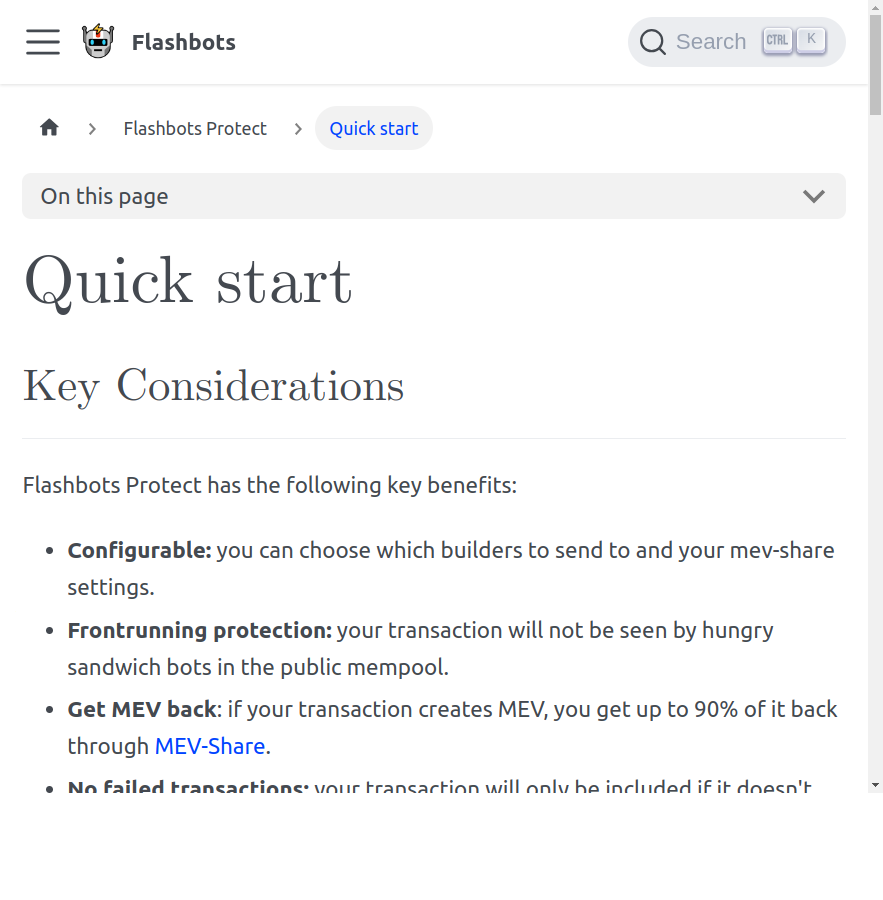 Flashbots
Search CTRL K
Flashbots Protect
Quick start
On this page
Quick start
Key Considerations
Flashbots Protect has the following key benefits:
Configurable: you can choose which builders to send to and your mev-share
settings.
Frontrunning protection: your transaction will not be seen by hungry
sandwich bots in the public mempool.
Get MEV back: if your transaction creates MEV, you get up to 90% of it back
through MEV-Share.
No failed transactions: your transaction will only be included if it doesn't